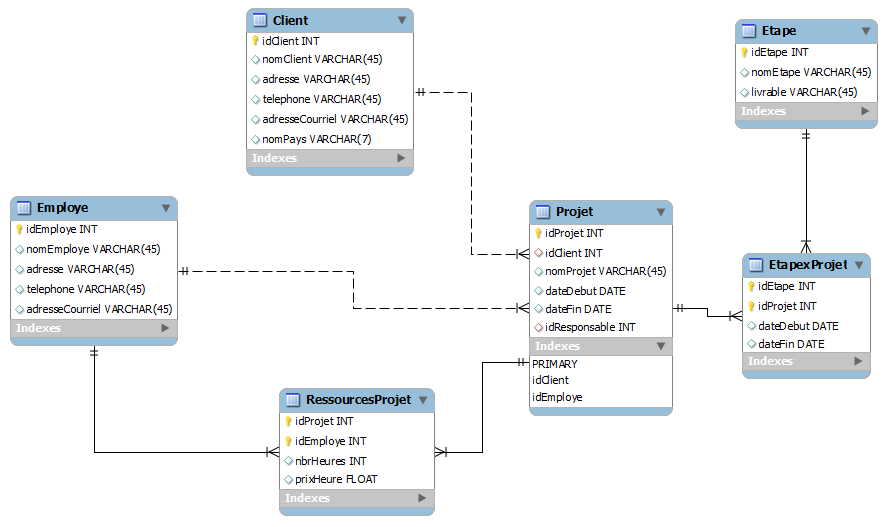 Client
idClient INT
nomClient VARCHAR(45)
adresse VARCHAR(45)
telephone VARCHAR(45)
adresseCourriel VARCHAR(45)
nomPays VARCHAR(7)
Indexes
Etape
idEtape INT
nomEtape VARCHAR(45)
livrable VARCHAR(45)
Indexes
Employe
idEmploye INT
nomEmploye VARCHAR(45)
adresse VARCHAR(45)
telephone VARCHAR(45)
adresseCourriel VARCHAR(45)
Indexes
Projet
idProjet INT
idClient INT
nomProjet VARCHAR(45)
dateDebut DATE
dateFin DATE
idResponsable INT
Indexes
PRIMARY
idClient
idEmploye
EtapexProjet
idEtape INT
idProjet INT
dateDebut DATE
dateFin DATE
Indexes
RessourcesProjet
idProjet INT
idEmploye INT
nbrHeures INT
prixHeure FLOAT
Indexes